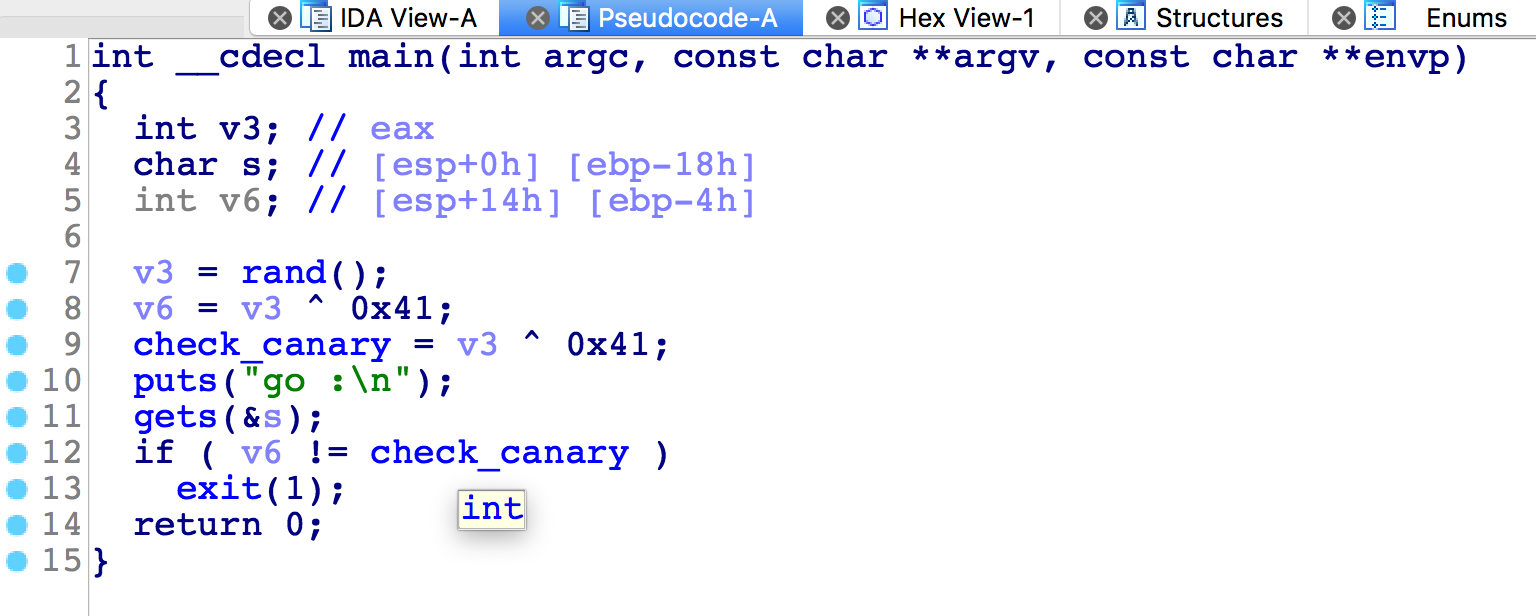 IDA View-A Pseudocode-A Hex View-1 Structures Enums
1 int __cdecl main(int argc, const char **argv, const char **envp)
2 {
3   int v3; // eax
4   char s; // [esp+0h] [ebp-18h]
5   int v6; // [esp+14h] [ebp-4h]
6
7   v3 = rand();
8   v6 = v3 ^ 0x41;
9   check_canary = v3 ^ 0x41;
10   puts("go :\n");
11   gets(&s);
12   if ( v6 != check_canary )
13     exit(1);
int
14   return 0;
15 }